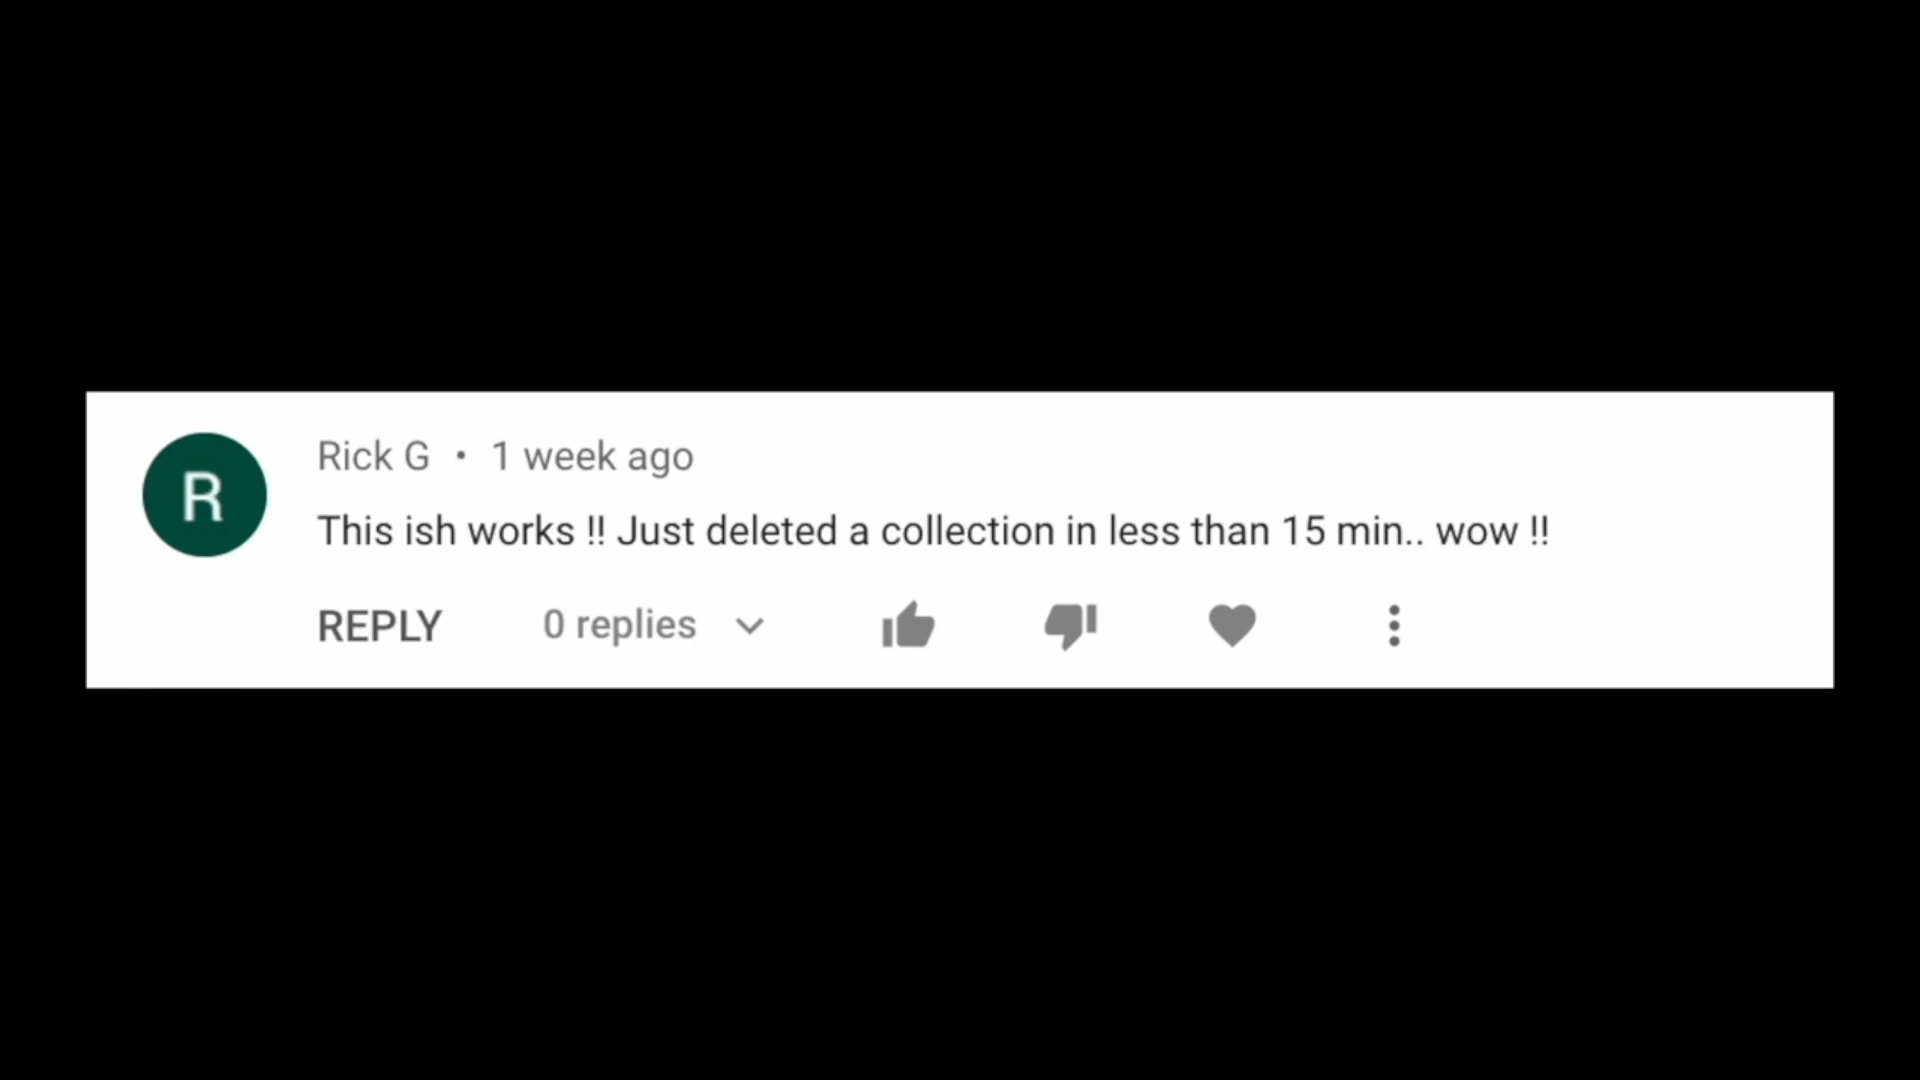 R
Rick G • 1 week ago
This ish works !! Just deleted a collection in less than 15 min.. wow !!
REPLY 0 replies